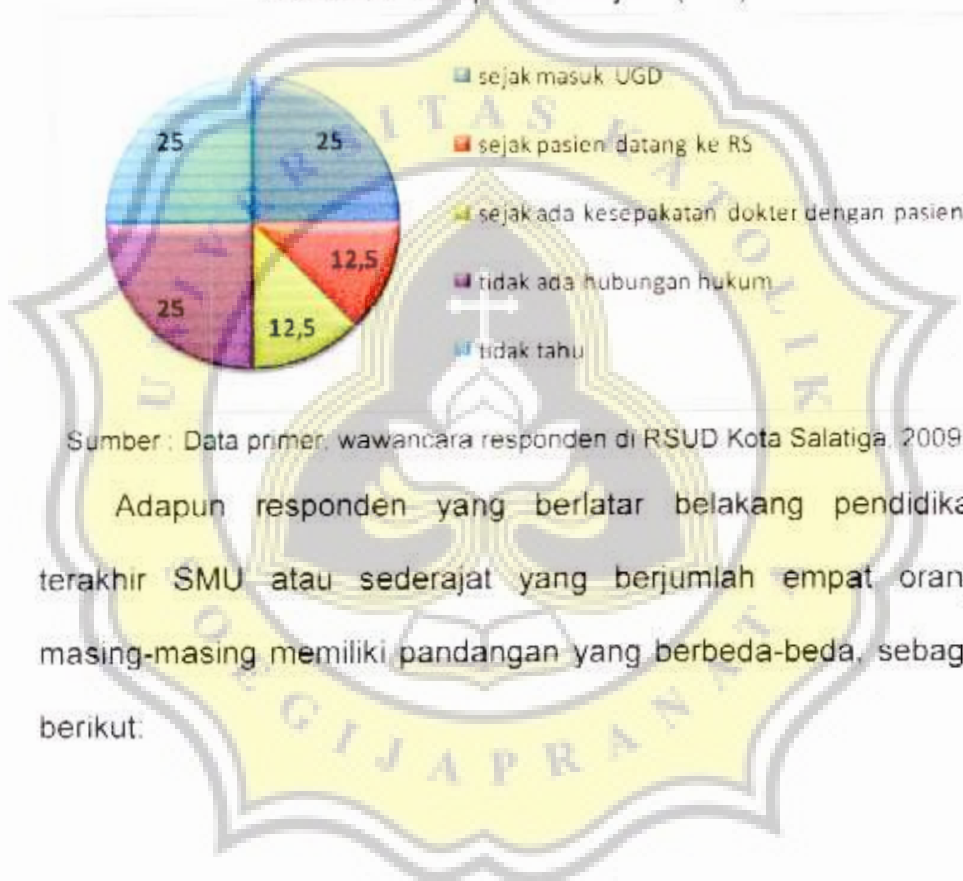 sejak masuk UGD
25
25
sejak pasien datang ke RS
sejak ada kesepakatan dokter dengan pasien
12,5
tidak ada hubungan hukum
25
12,5
tidak tahu
Sumber : Data primer, wawancara responden di RSUD Kota Salatiga, 2009
Adapun responden yang berlatar belakang pendidika
terakhir SMU atau sederajat yang berjumlah empat oran
masing-masing memiliki pandangan yang berbeda-beda, sebag
berikut:
UNIVERSITAS KATOLIK
SOEGIJAPRANATA